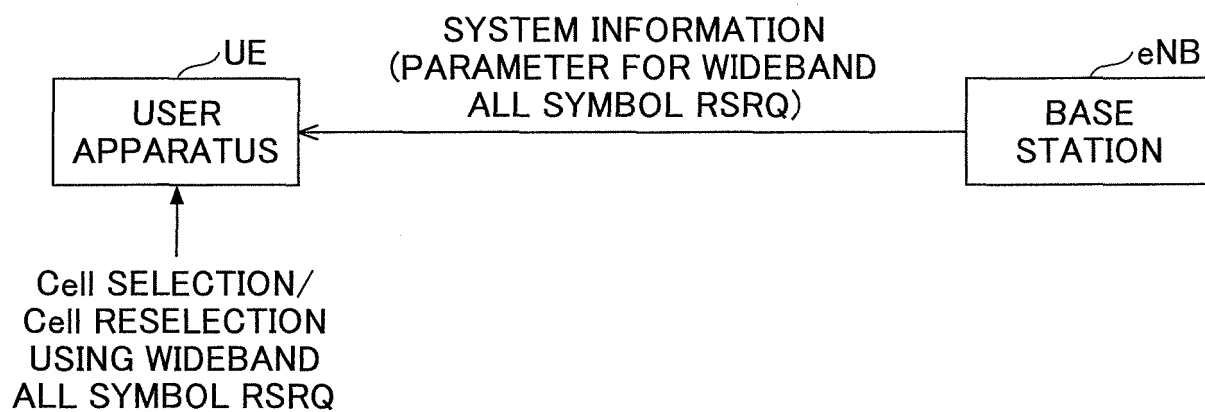 SYSTEM INFORMATION
(PARAMETER FOR WIDEBAND
ALL SYMBOL RSRQ)
UE
eNB
USER
APPARATUS
BASE
STATION
Cell SELECTION/
Cell RESELECTION
USING WIDEBAND
ALL SYMBOL RSRQ